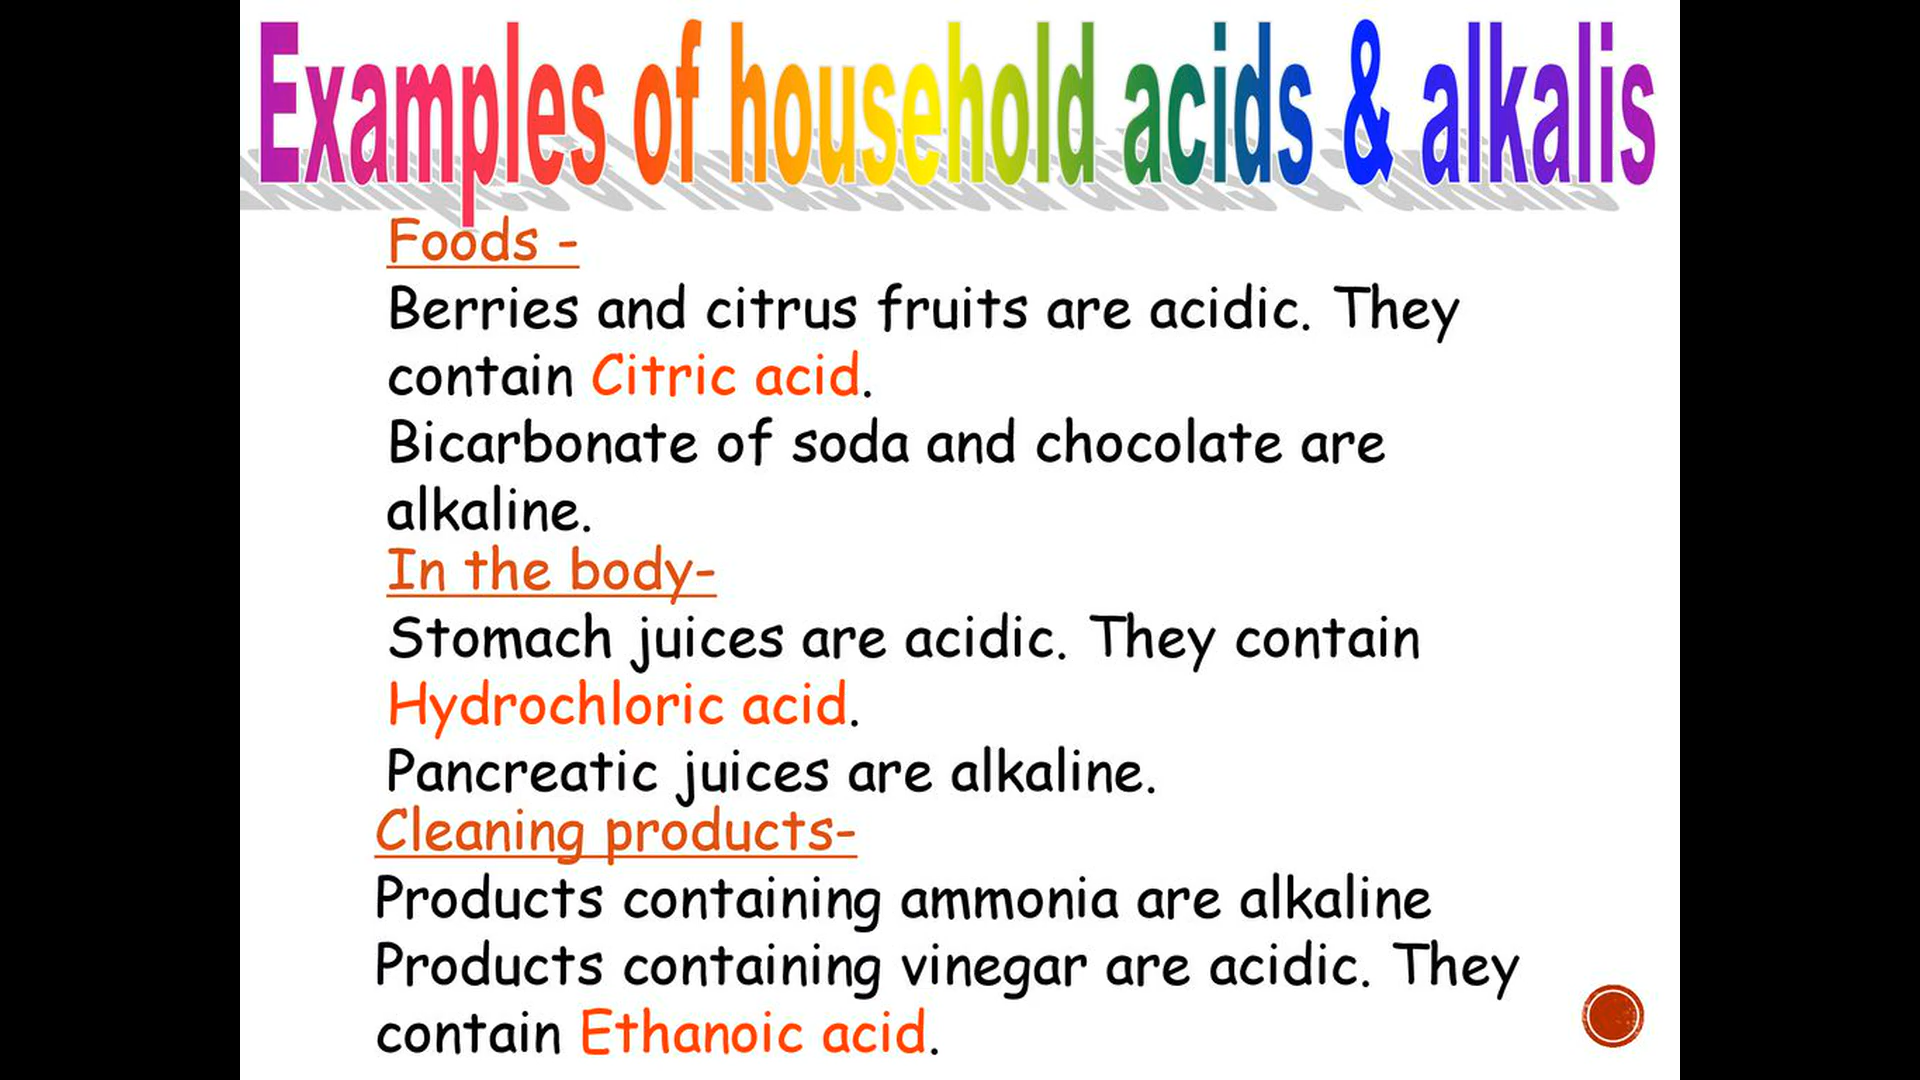 Examples of household acids & alkalis
Foods -
Berries and citrus fruits are acidic. They
contain Citric acid.
Bicarbonate of soda and chocolate are
alkaline.
In the body-
Stomach juices are acidic. They contain
Hydrochloric acid.
Pancreatic juices are alkaline.
Cleaning products-
Products containing ammonia are alkaline
Products containing vinegar are acidic. They
contain Ethanoic acid.